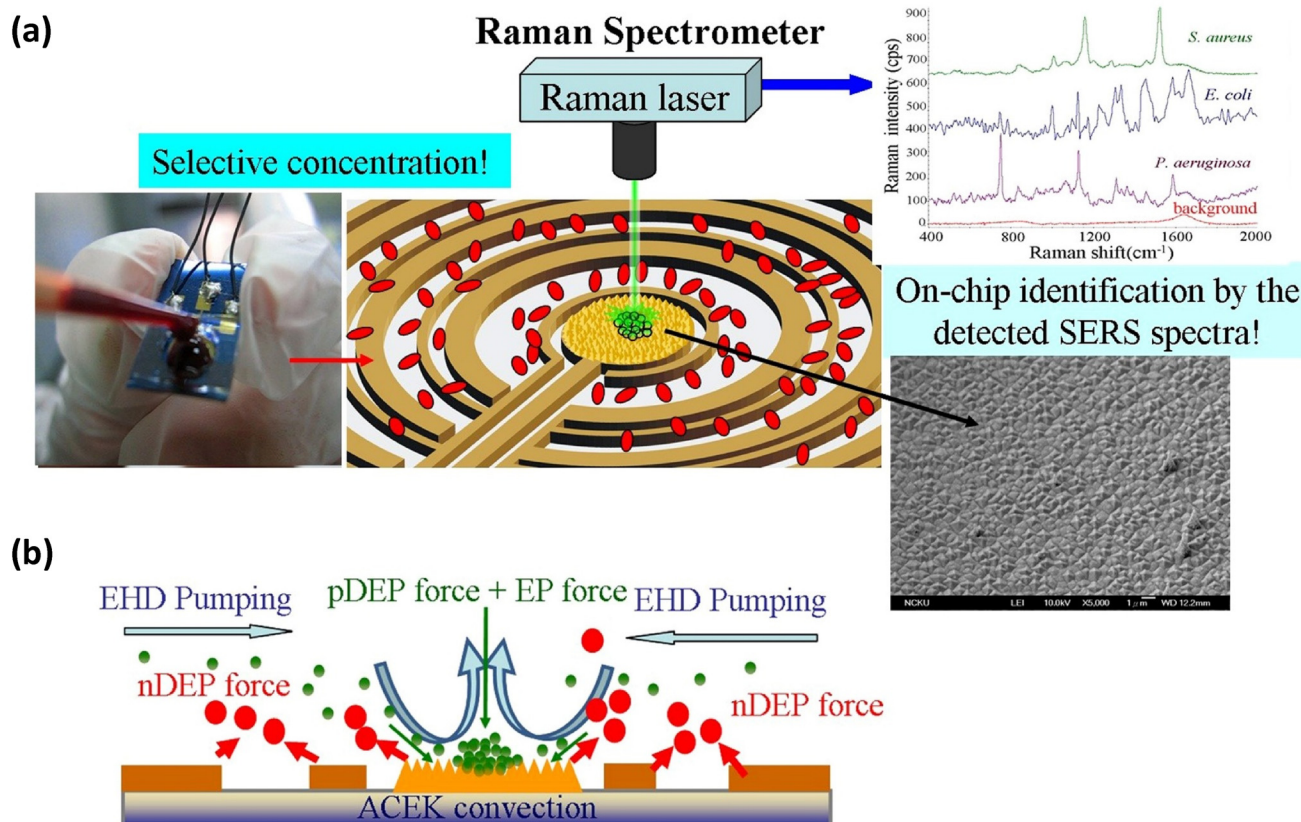 (a)
Raman Spectrometer
Raman laser
Selective concentration!
900
800
700
600
500
400
300
200
100
0
Raman intensity (cps)
S. aureus
E. coli
P. aeruginosa
background
400
800
1200
1600
2000
Raman shift(cm⁻¹)
On-chip identification by the
detected SERS spectra!
NCKU LEI 10.0kV X5,000 1μm WD 12.2mm
(b)
EHD Pumping
pDEP force + EP force
EHD Pumping
nDEP force
nDEP force
ACEK convection